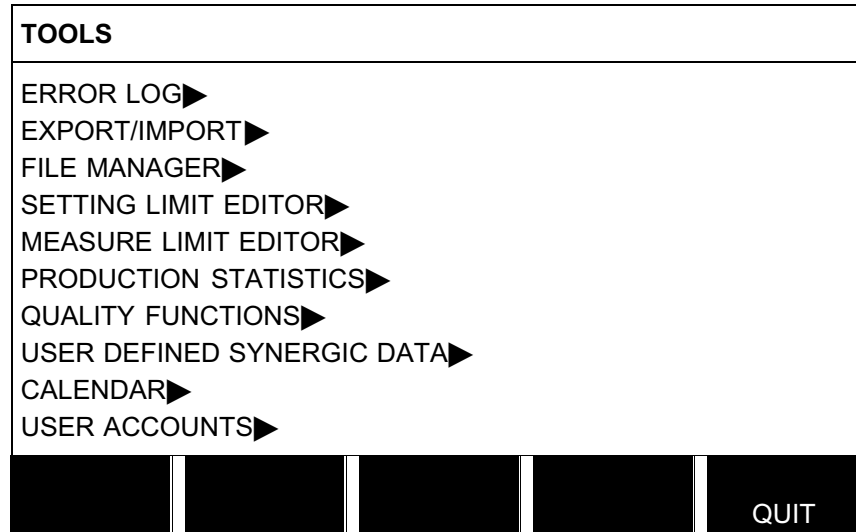 TOOLS
ERROR LOG▶
EXPORT/IMPORT▶
FILE MANAGER▶
SETTING LIMIT EDITOR▶
MEASURE LIMIT EDITOR▶
PRODUCTION STATISTICS▶
QUALITY FUNCTIONS▶
USER DEFINED SYNERGIC DATA▶
CALENDAR▶
USER ACCOUNTS▶
QUIT